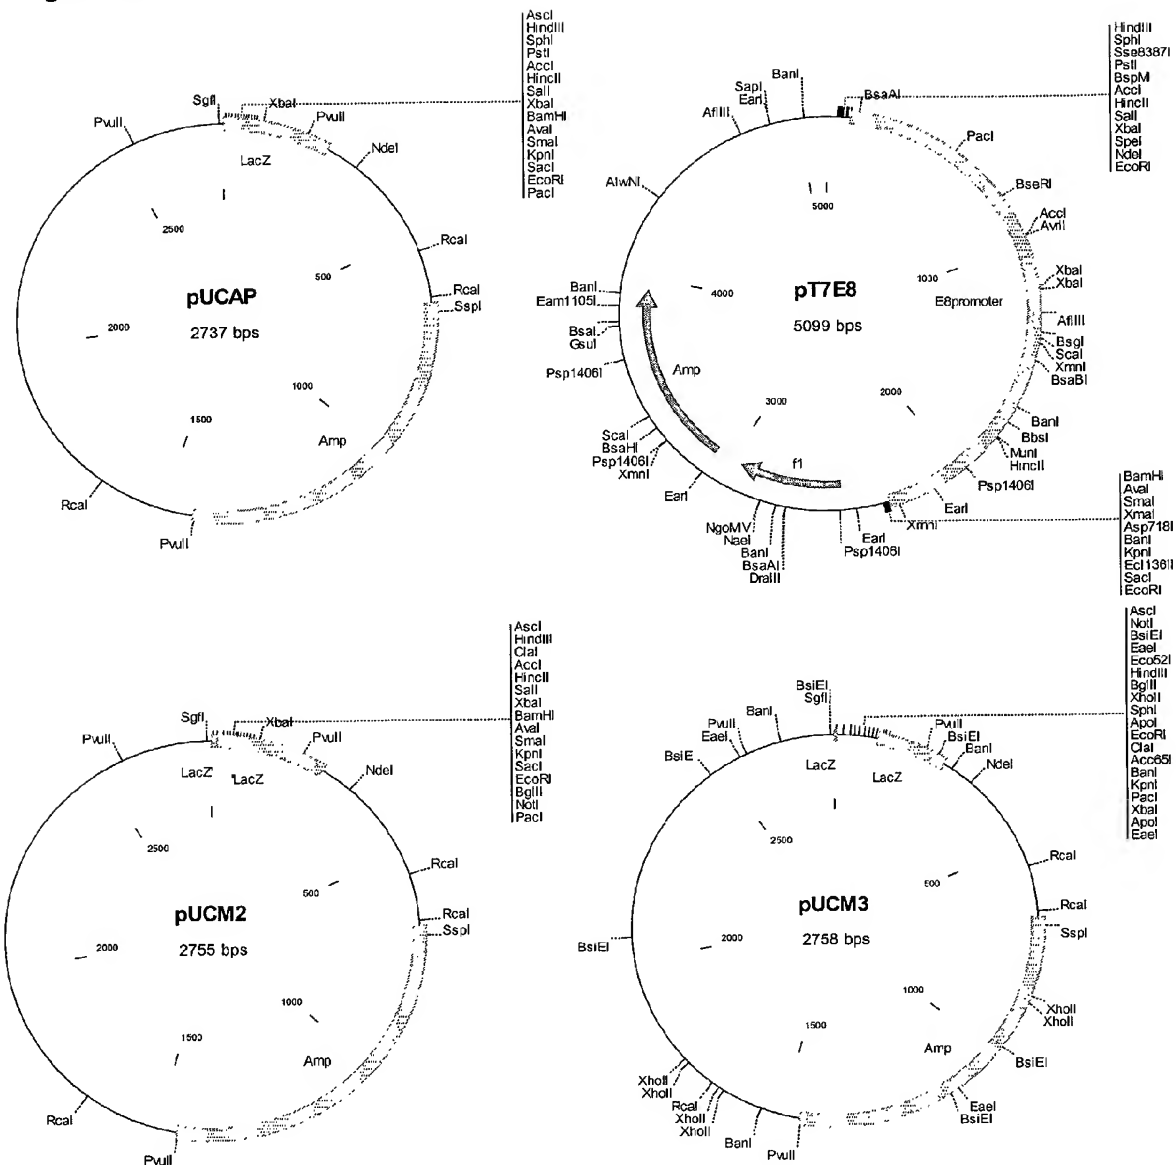 AscI
HindIII
SphI
PstI
AccI
HincII
SalI
XbaI
BamHI
AvaI
SmaI
KpnI
SacI
EcoRI
PacI
SgfI
XbaI
PvuII
PvuII
LacZ
NdeI
2500
RcaI
500
RcaI
SspI
pUCAP
2737 bps
2000
1000
1500
Amp
RcaI
PvuII
HindIII
SphI
Sse8387I
PstI
BspMI
AccI
HincII
SalI
XbaI
SpeI
NdeI
EcoRI
BanI
SapI
EarI
AflIII
BsaAI
PacI
AlwNI
BseRI
5000
AccI
AvrII
XbaI
XbaI
1000
pT7E8
5099 bps
4000
E8promoter
BanI
Eam1105I
BsaI
GsuI
AflIII
BsgI
ScaI
XmnI
BsaBI
Psp1406I
Amp
2000
3000
BanI
BbsI
MunI
HincII
Psp1406I
ScaI
BsaHI
Psp1406I
XmnI
EarI
f1
EarI
XmnI
NgoMV
NaeI
BanI
BsaAI
DraIII
EarI
Psp1406I
BamHI
AvaI
SmaI
XmaI
Asp718I
BanI
KpnI
Ecl136II
SacI
EcoRI
AscI
HindIII
ClaI
AccI
HincII
SalI
XbaI
BamHI
AvaI
SmaI
KpnI
SacI
EcoRI
BglII
NotI
PacI
SgfI
XbaI
PvuII
PvuII
LacZ
LacZ
NdeI
2500
RcaI
500
RcaI
SspI
pUCM2
2755 bps
2000
1000
1500
Amp
RcaI
PvuII
AscI
NotI
BsiEI
EaeI
Eco52I
HindIII
BglII
XhoII
SphI
ApoI
EcoRI
ClaI
Acc65I
BanI
KpnI
PacI
XbaI
ApoI
EaeI
BsiEI
SgfI
BanI
PvuII
EaeI
BsiE
PvuII
BsiEI
BanI
NdeI
LacZ
LacZ
2500
RcaI
500
RcaI
SspI
pUCM3
2758 bps
BsiEI
2000
1000
XhoII
XhoII
1500
Amp
BsiEI
XhoII
XhoII
RcaI
XhoII
XhoII
BanI
PvuII
EaeI
BsiEI